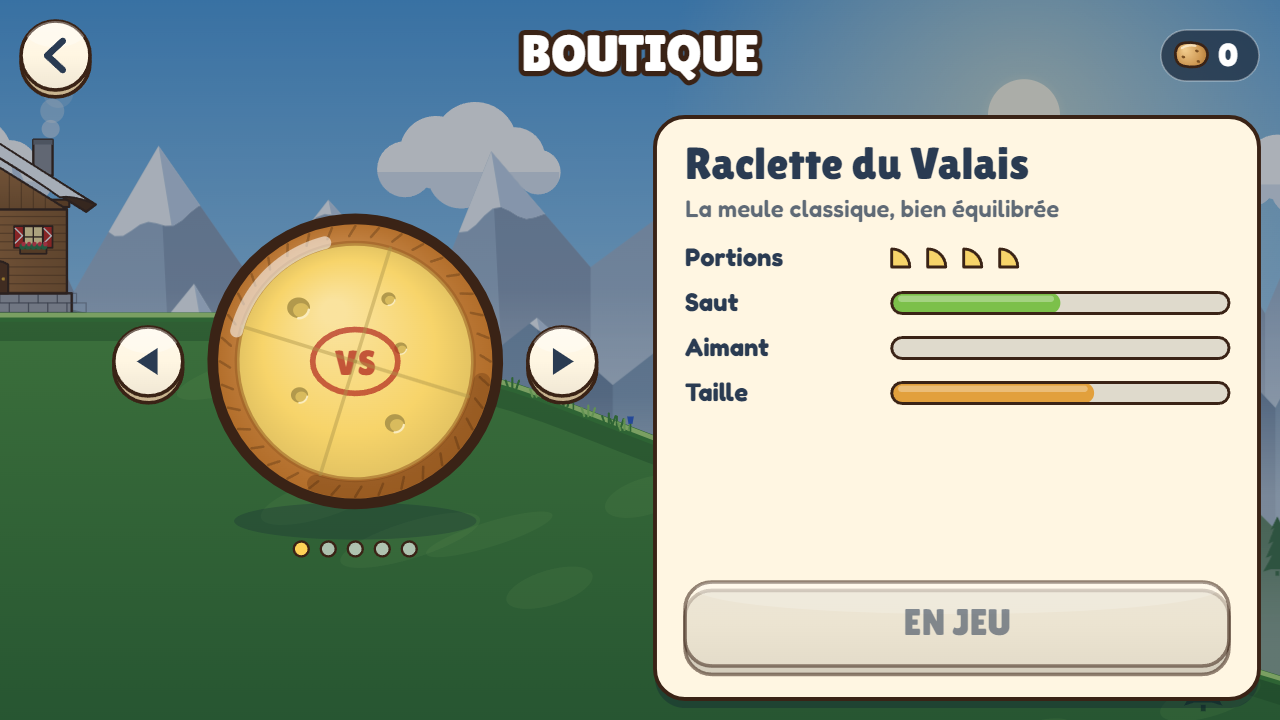 BOUTIQUE
0
Raclette du Valais
La meule classique, bien équilibrée
Portions
Saut
Aimant
Taille
VS
EN JEU